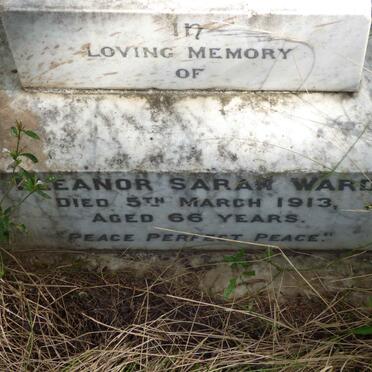 In
LOVING MEMORY
OF
ELEANOR SARAH WARD
DIED 5TH MARCH 1913,
AGED 66 YEARS.
"PEACE PERFECT PEACE."